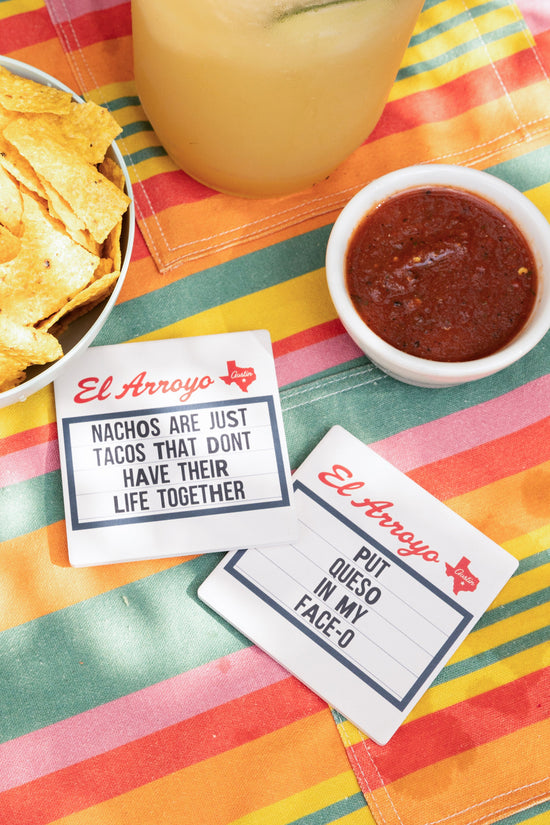 El Arroyo
Austin
NACHOS ARE JUST
TACOS THAT DONT
HAVE THEIR
LIFE TOGETHER
El Arroyo
Austin
PUT
QUESO
IN MY
FACE-O